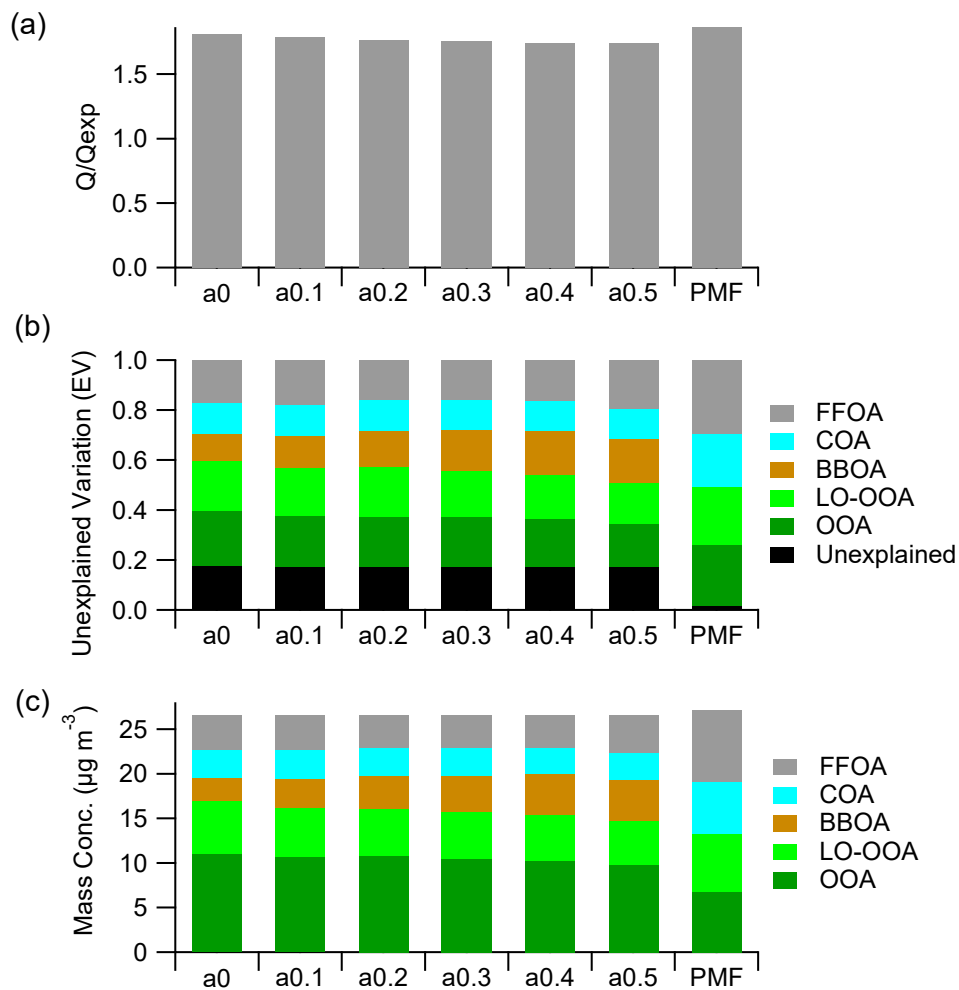 (a)
Q/Qexp
1.5
1.0
0.5
0.0
a0 a0.1 a0.2 a0.3 a0.4 a0.5 PMF
(b)
Unexplained Variation (EV)
1.0
0.8
0.6
0.4
0.2
0.0
a0 a0.1 a0.2 a0.3 a0.4 a0.5 PMF
FFOA
COA
BBOA
LO-OOA
OOA
Unexplained
(c)
Mass Conc. (µg m⁻³)
25
20
15
10
5
0
a0 a0.1 a0.2 a0.3 a0.4 a0.5 PMF
FFOA
COA
BBOA
LO-OOA
OOA